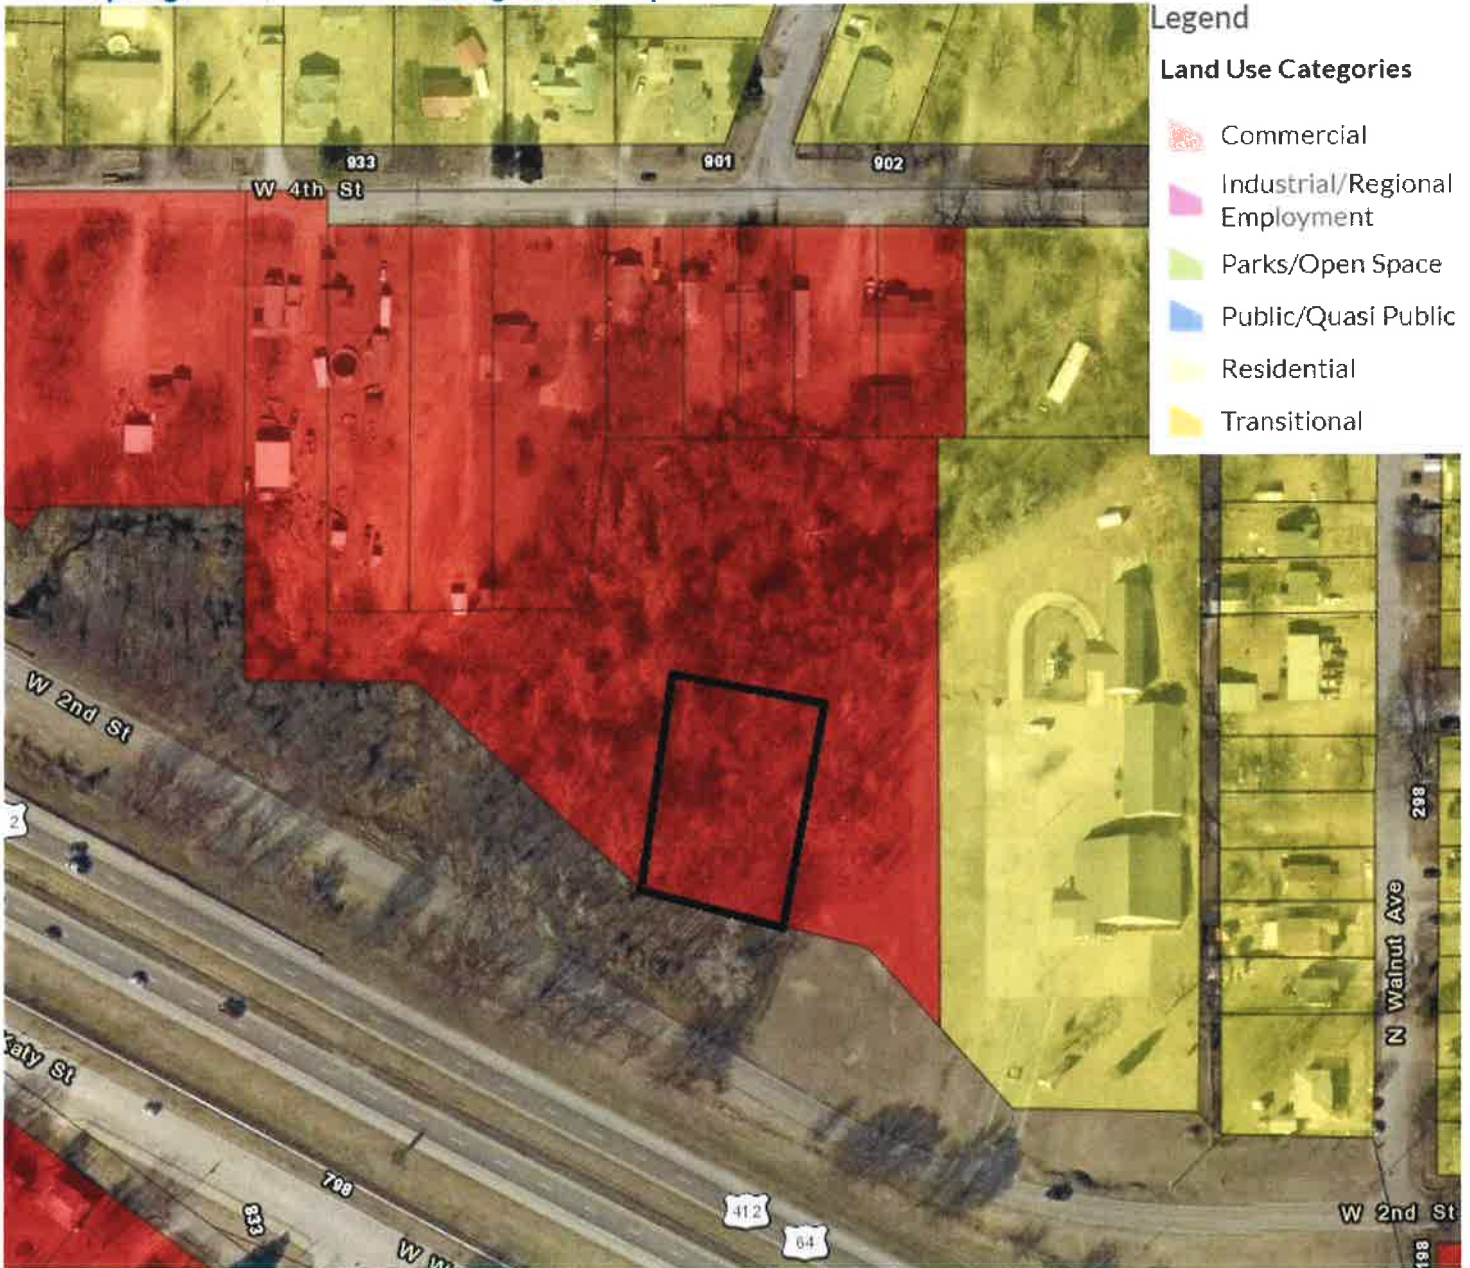 Legend
Land Use Categories
Commercial
Industrial/Regional
Employment
Parks/Open Space
Public/Quasi Public
Residential
Transitional
933
901
902
W 4th St
W 2nd St
2
298
N Walnut Ave
Katy St
798
833
412
64
W 2nd St
198